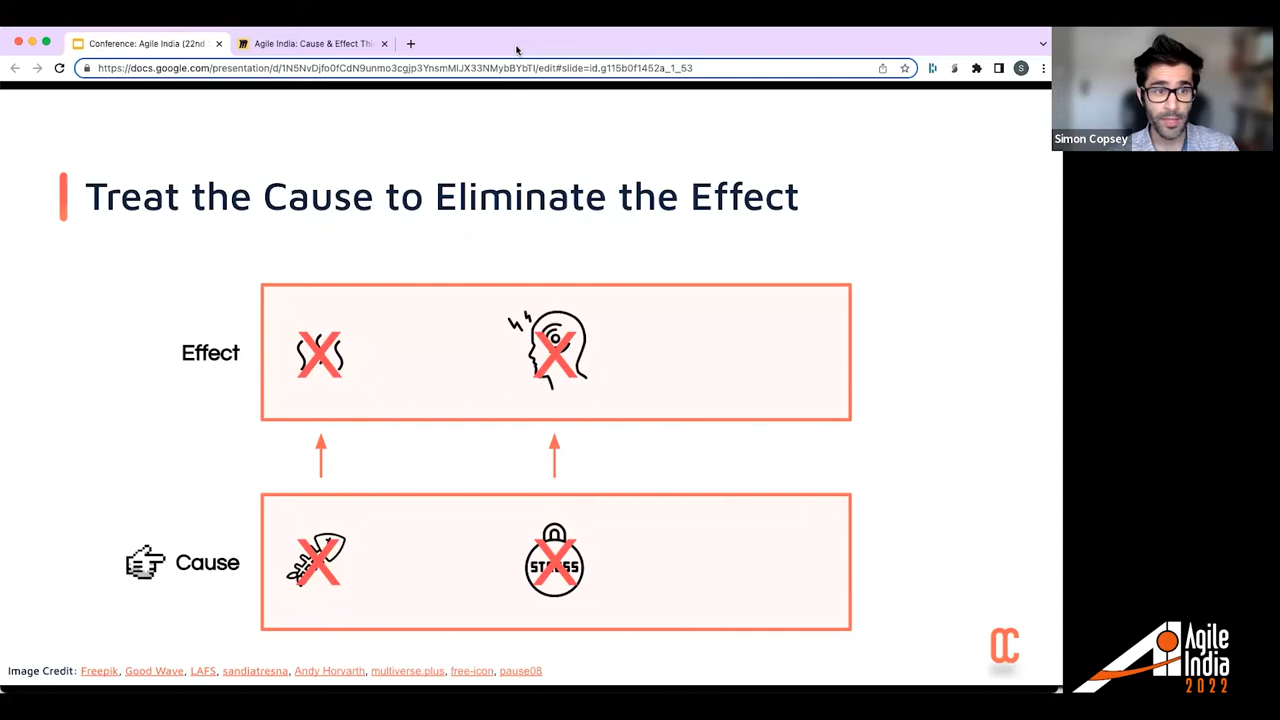 Conference: Agile India (22nd
Agile India: Cause & Effect Thi
https://docs.google.com/presentation/d/1N5NvDjfo0fCdN9unmo3cgjp3YnsmMIJX33NMybBYbTI/edit#slide=id.g115b0f1452a_1_53
S
Simon Copsey
Treat the Cause to Eliminate the Effect
Effect
Cause
STRESS
Image Credit: Freepik, Good Wave, LAFS, sandiatresna, Andy Horvarth, multiverse.plus, free-icon, pause08
OC
Agile
India
2022